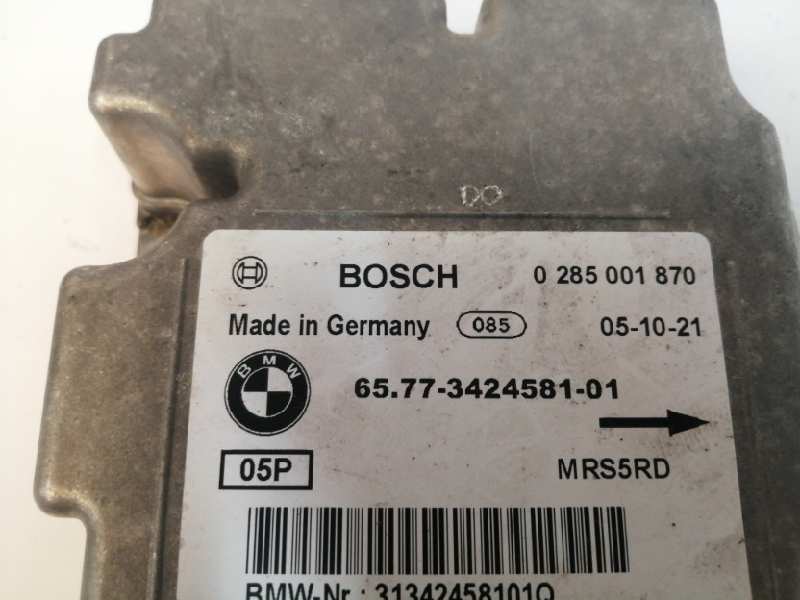 DO
BOSCH 0 285 001 870
Made in Germany 085 05-10-21
BMW 65.77-3424581-01
05P MRS5RD
BMW-Nr.: 31342458101Q